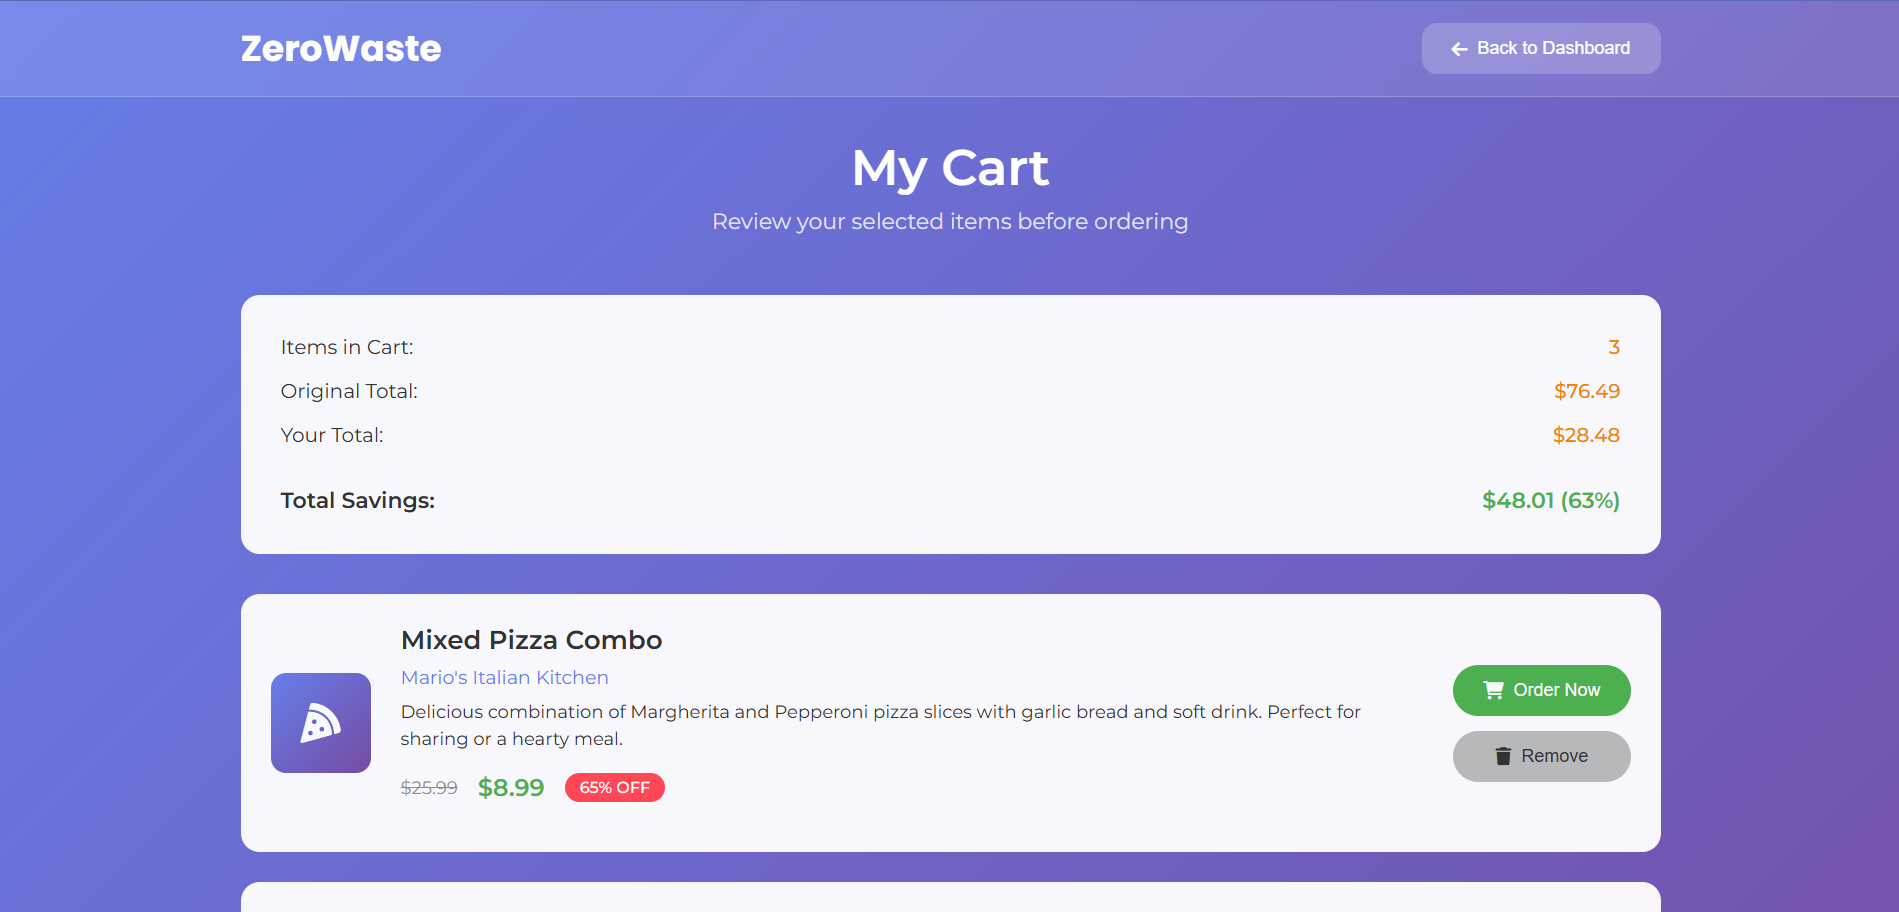 ZeroWaste
Back to Dashboard
My Cart
Review your selected items before ordering
Items in Cart: 3
Original Total: $76.49
Your Total: $28.48
Total Savings: $48.01 (63%)
Mixed Pizza Combo
Mario's Italian Kitchen
Delicious combination of Margherita and Pepperoni pizza slices with garlic bread and soft drink. Perfect for
sharing or a hearty meal.
$25.99 $8.99 65% OFF
Order Now
Remove